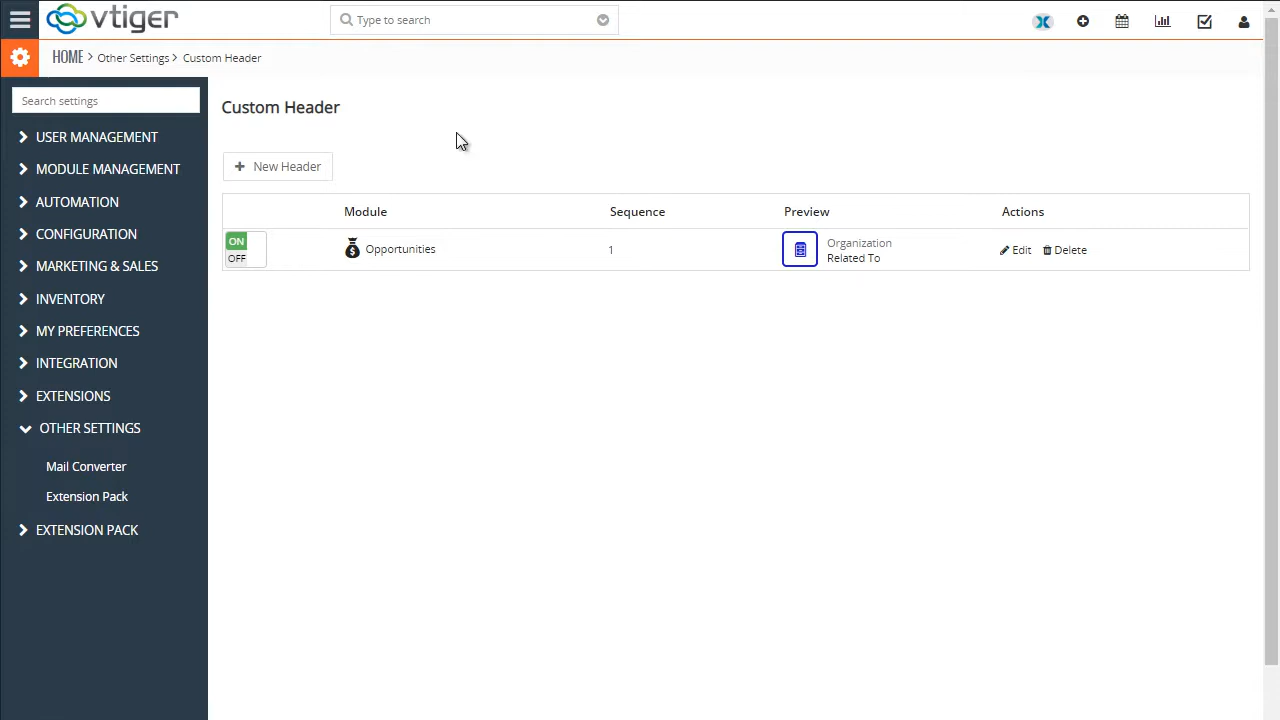 vtiger
Type to search
HOME > Other Settings > Custom Header
Search settings
USER MANAGEMENT
MODULE MANAGEMENT
AUTOMATION
CONFIGURATION
MARKETING & SALES
INVENTORY
MY PREFERENCES
INTEGRATION
EXTENSIONS
OTHER SETTINGS
Mail Converter
Extension Pack
EXTENSION PACK
Custom Header
+ New Header
Module Sequence Preview Actions
ON
OFF
Opportunities 1
Organization
Related To
Edit Delete